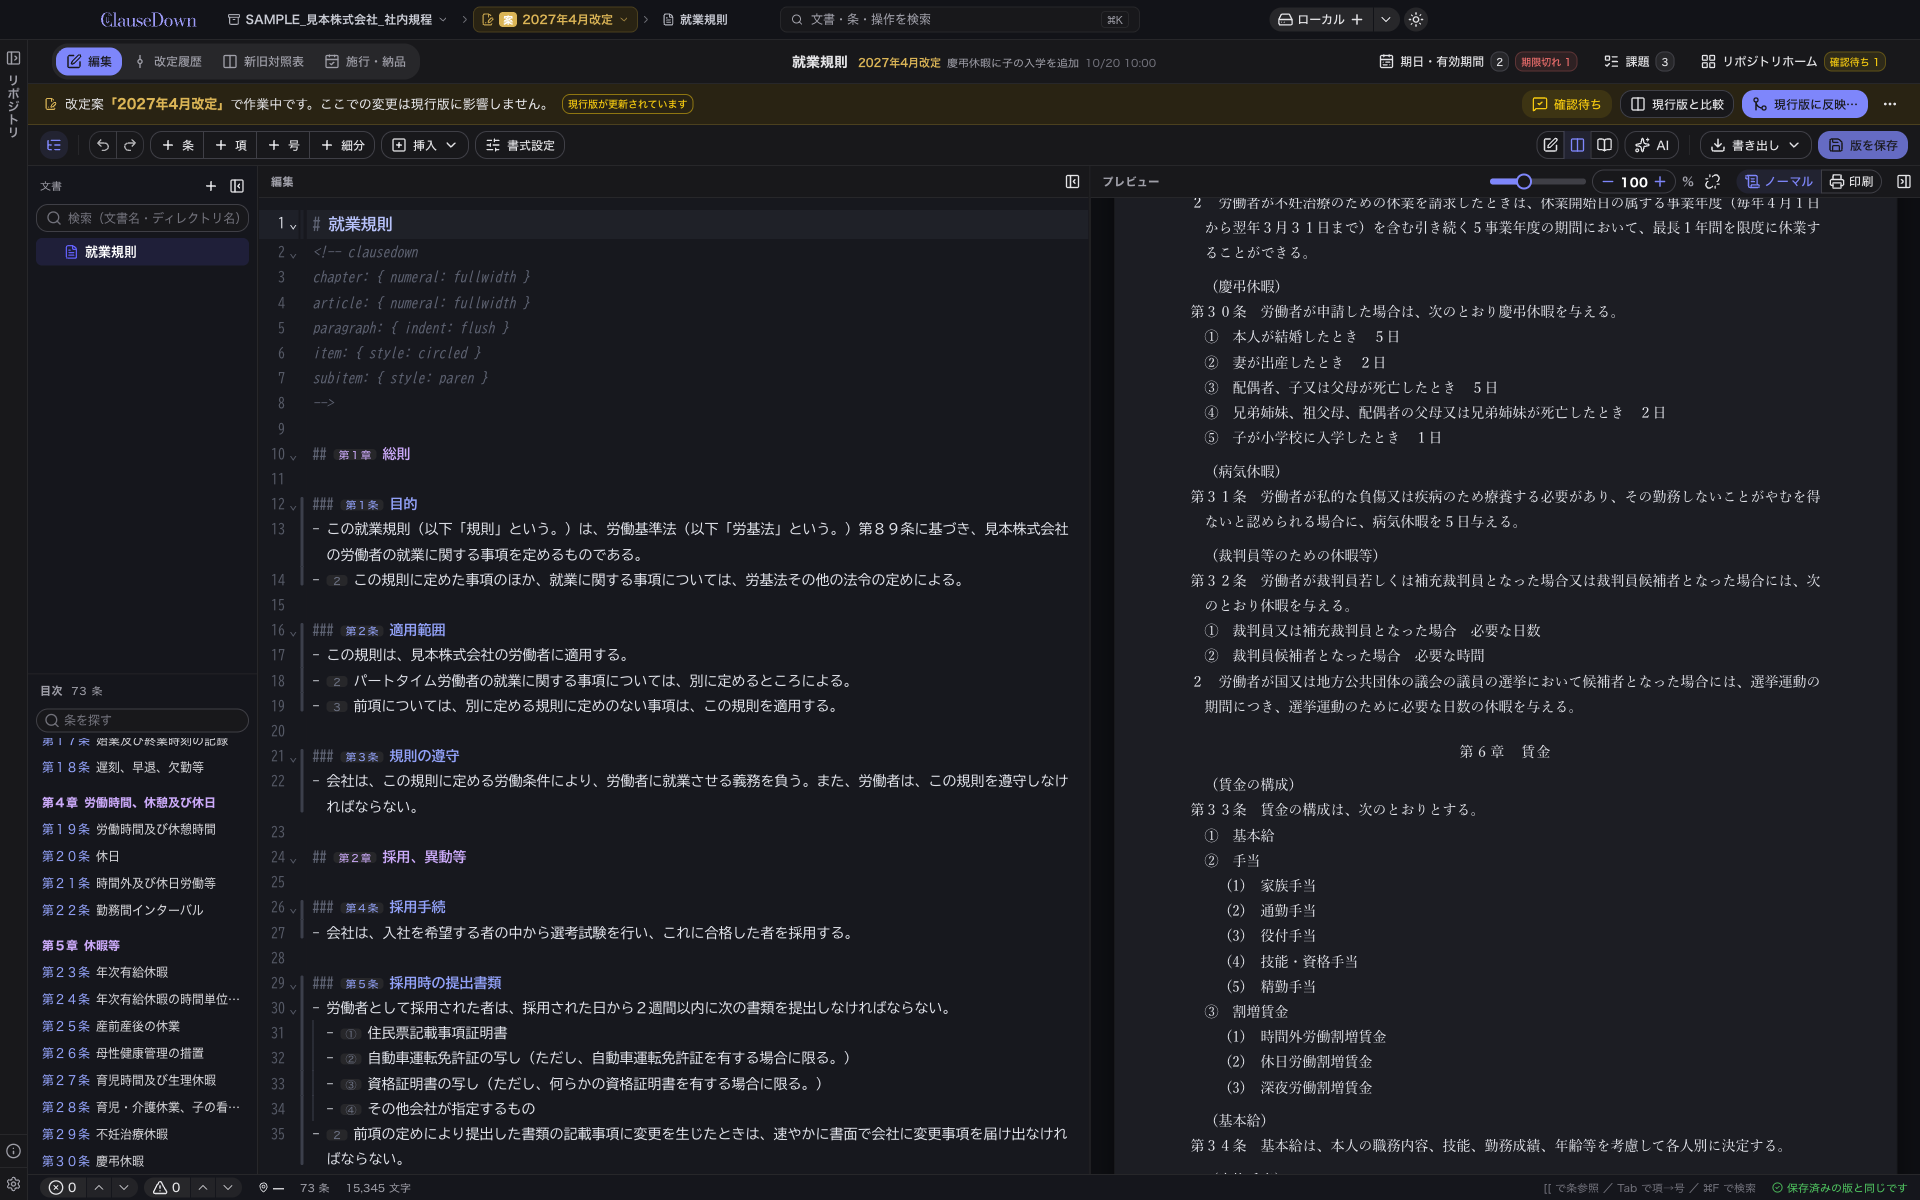 ClauseDown
SAMPLE_見本株式会社_社内規程
案 2027年4月改定
就業規則
文書・条・操作を検索 ⌘K
ローカル
編集 改定履歴 新旧対照表 施行・納品
就業規則 2027年4月改定 慶弔休暇に子の入学を追加 10/20 10:00
期日・有効期間 2 期限切れ 1 課題 3 リポジトリホーム 確認待ち 1
リポジトリ
改定案「2027年4月改定」で作業中です。ここでの変更は現行版に影響しません。 現行版が更新されています
確認待ち 現行版と比較 現行版に反映…
+ 条 + 項 + 号 + 細分 挿入 書式設定
AI 書き出し 版を保存
文書
検索（文書名・ディレクトリ名）
就業規則
目次 73 条
条を探す
第１７条 始業及び終業時刻の記録
第１８条 遅刻、早退、欠勤等
第４章 労働時間、休憩及び休日
第１９条 労働時間及び休憩時間
第２０条 休日
第２１条 時間外及び休日労働等
第２２条 勤務間インターバル
第５章 休暇等
第２３条 年次有給休暇
第２４条 年次有給休暇の時間単位…
第２５条 産前産後の休業
第２６条 母性健康管理の措置
第２７条 育児時間及び生理休暇
第２８条 育児・介護休業、子の看…
第２９条 不妊治療休暇
第３０条 慶弔休暇
編集
1 # 就業規則
2 <!-- clausedown
3 chapter: { numeral: fullwidth }
4 article: { numeral: fullwidth }
5 paragraph: { indent: flush }
6 item: { style: circled }
7 subitem: { style: paren }
8 -->
9
10 ## 第１章 総則
11
12 ### 第１条 目的
13 - この就業規則（以下「規則」という。）は、労働基準法（以下「労基法」という。）第８９条に基づき、見本株式会社
の労働者の就業に関する事項を定めるものである。
14 - 2 この規則に定めた事項のほか、就業に関する事項については、労基法その他の法令の定めによる。
15
16 ### 第２条 適用範囲
17 - この規則は、見本株式会社の労働者に適用する。
18 - 2 パートタイム労働者の就業に関する事項については、別に定めるところによる。
19 - 3 前項については、別に定める規則に定めのない事項は、この規則を適用する。
20
21 ### 第３条 規則の遵守
22 - 会社は、この規則に定める労働条件により、労働者に就業させる義務を負う。また、労働者は、この規則を遵守しなけ
ればならない。
23
24 ## 第２章 採用、異動等
25
26 ### 第４条 採用手続
27 - 会社は、入社を希望する者の中から選考試験を行い、これに合格した者を採用する。
28
29 ### 第５条 採用時の提出書類
30 - 労働者として採用された者は、採用された日から２週間以内に次の書類を提出しなければならない。
31 - ① 住民票記載事項証明書
32 - ② 自動車運転免許証の写し（ただし、自動車運転免許証を有する場合に限る。）
33 - ③ 資格証明書の写し（ただし、何らかの資格証明書を有する場合に限る。）
34 - ④ その他会社が指定するもの
35 - 2 前項の定めにより提出した書類の記載事項に変更を生じたときは、速やかに書面で会社に変更事項を届け出なけれ
ばならない。
プレビュー 100 % ノーマル 印刷
２ 労働者が不妊治療のための休業を請求したときは、休業開始日の属する事業年度（毎年４月１日
から翌年３月３１日まで）を含む引き続く５事業年度の期間において、最長１年間を限度に休業す
ることができる。
（慶弔休暇）
第３０条 労働者が申請した場合は、次のとおり慶弔休暇を与える。
① 本人が結婚したとき ５日
② 妻が出産したとき ２日
③ 配偶者、子又は父母が死亡したとき ５日
④ 兄弟姉妹、祖父母、配偶者の父母又は兄弟姉妹が死亡したとき ２日
⑤ 子が小学校に入学したとき １日
（病気休暇）
第３１条 労働者が私的な負傷又は疾病のため療養する必要があり、その勤務しないことがやむを得
ないと認められる場合に、病気休暇を５日与える。
（裁判員等のための休暇等）
第３２条 労働者が裁判員若しくは補充裁判員となった場合又は裁判員候補者となった場合には、次
のとおり休暇を与える。
① 裁判員又は補充裁判員となった場合 必要な日数
② 裁判員候補者となった場合 必要な時間
２ 労働者が国又は地方公共団体の議会の議員の選挙において候補者となった場合には、選挙運動の
期間につき、選挙運動のために必要な日数の休暇を与える。
第６章 賃金
（賃金の構成）
第３３条 賃金の構成は、次のとおりとする。
① 基本給
② 手当
(1) 家族手当
(2) 通勤手当
(3) 役付手当
(4) 技能・資格手当
(5) 精勤手当
③ 割増賃金
(1) 時間外労働割増賃金
(2) 休日労働割増賃金
(3) 深夜労働割増賃金
（基本給）
第３４条 基本給は、本人の職務内容、技能、勤務成績、年齢等を考慮して各人別に決定する。
0 0 — 73 条 15,345 文字
[[ で条参照 ／ Tab で項→号 ／ ⌘F で検索 保存済みの版と同じです